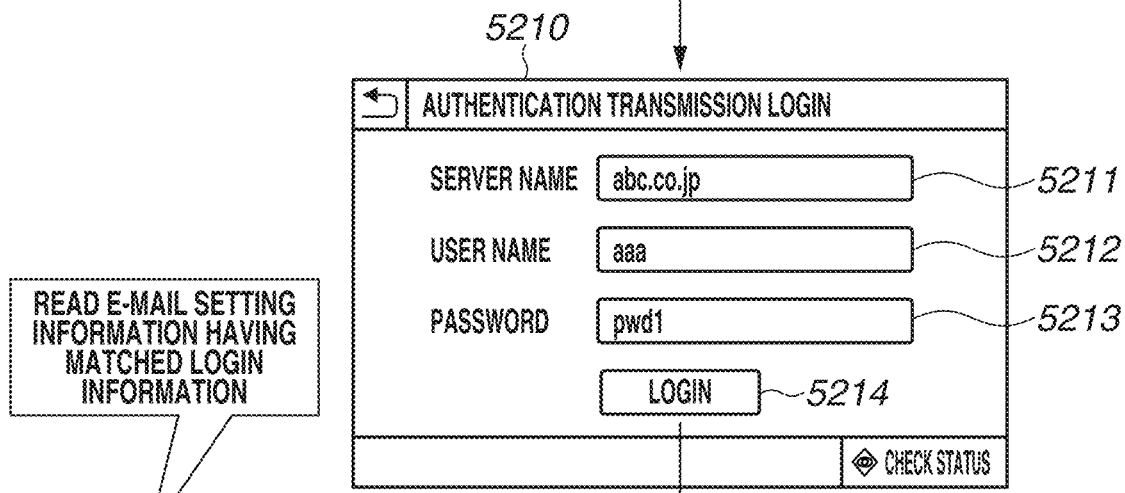 5210
AUTHENTICATION TRANSMISSION LOGIN
SERVER NAME abc.co.jp 5211
USER NAME aaa 5212
PASSWORD pwd1 5213
LOGIN 5214
CHECK STATUS
READ E-MAIL SETTING
INFORMATION HAVING
MATCHED LOGIN
INFORMATION